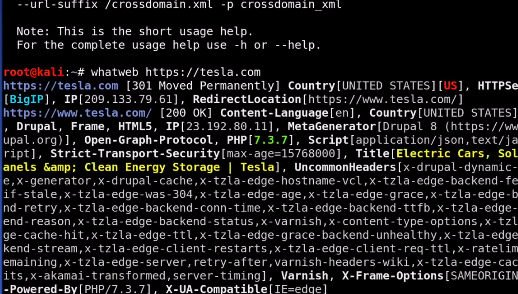 --url-suffix /crossdomain.xml -p crossdomain_xml
Note: This is the short usage help.
For the complete usage help use -h or --help.
root@kali:~# whatweb https://tesla.com
https://tesla.com [301 Moved Permanently] Country[UNITED STATES][US], HTTPSe
[BigIP], IP[209.133.79.61], RedirectLocation[https://www.tesla.com/]
https://www.tesla.com/ [200 OK] Content-Language[en], Country[UNITED STATES]
, Drupal, Frame, HTML5, IP[23.192.80.11], MetaGenerator[Drupal 8 (https://ww
upal.org)], Open-Graph-Protocol, PHP[7.3.7], Script[application/json,text/ja
ript], Strict-Transport-Security[max-age=15768000], Title[Electric Cars, Sol
anels &amp; Clean Energy Storage | Tesla], UncommonHeaders[x-drupal-dynamic-
e,x-generator,x-drupal-cache,x-tzla-edge-hostname-vcl,x-tzla-edge-backend-fe
if-stale,x-tzla-edge-was-304,x-tzla-edge-age,x-tzla-edge-grace,x-tzla-edge-b
nd-retry,x-tzla-edge-backend-conn-time,x-tzla-edge-backend-ttfb,x-tzla-edge-
end-reason,x-tzla-edge-backend-status,x-varnish,x-content-type-options,x-tzl
ge-cache-hit,x-tzla-edge-ttl,x-tzla-edge-grace-backend-unhealthy,x-tzla-edge
kend-stream,x-tzla-edge-client-restarts,x-tzla-edge-client-req-ttl,x-ratelim
emaining,x-tzla-edge-server,retry-after,varnish-headers-wiki,x-tzla-edge-cac
its,x-akamai-transformed,server-timing], Varnish, X-Frame-Options[SAMEORIGIN
-Powered-By[PHP/7.3.7], X-UA-Compatible[IE=edge]